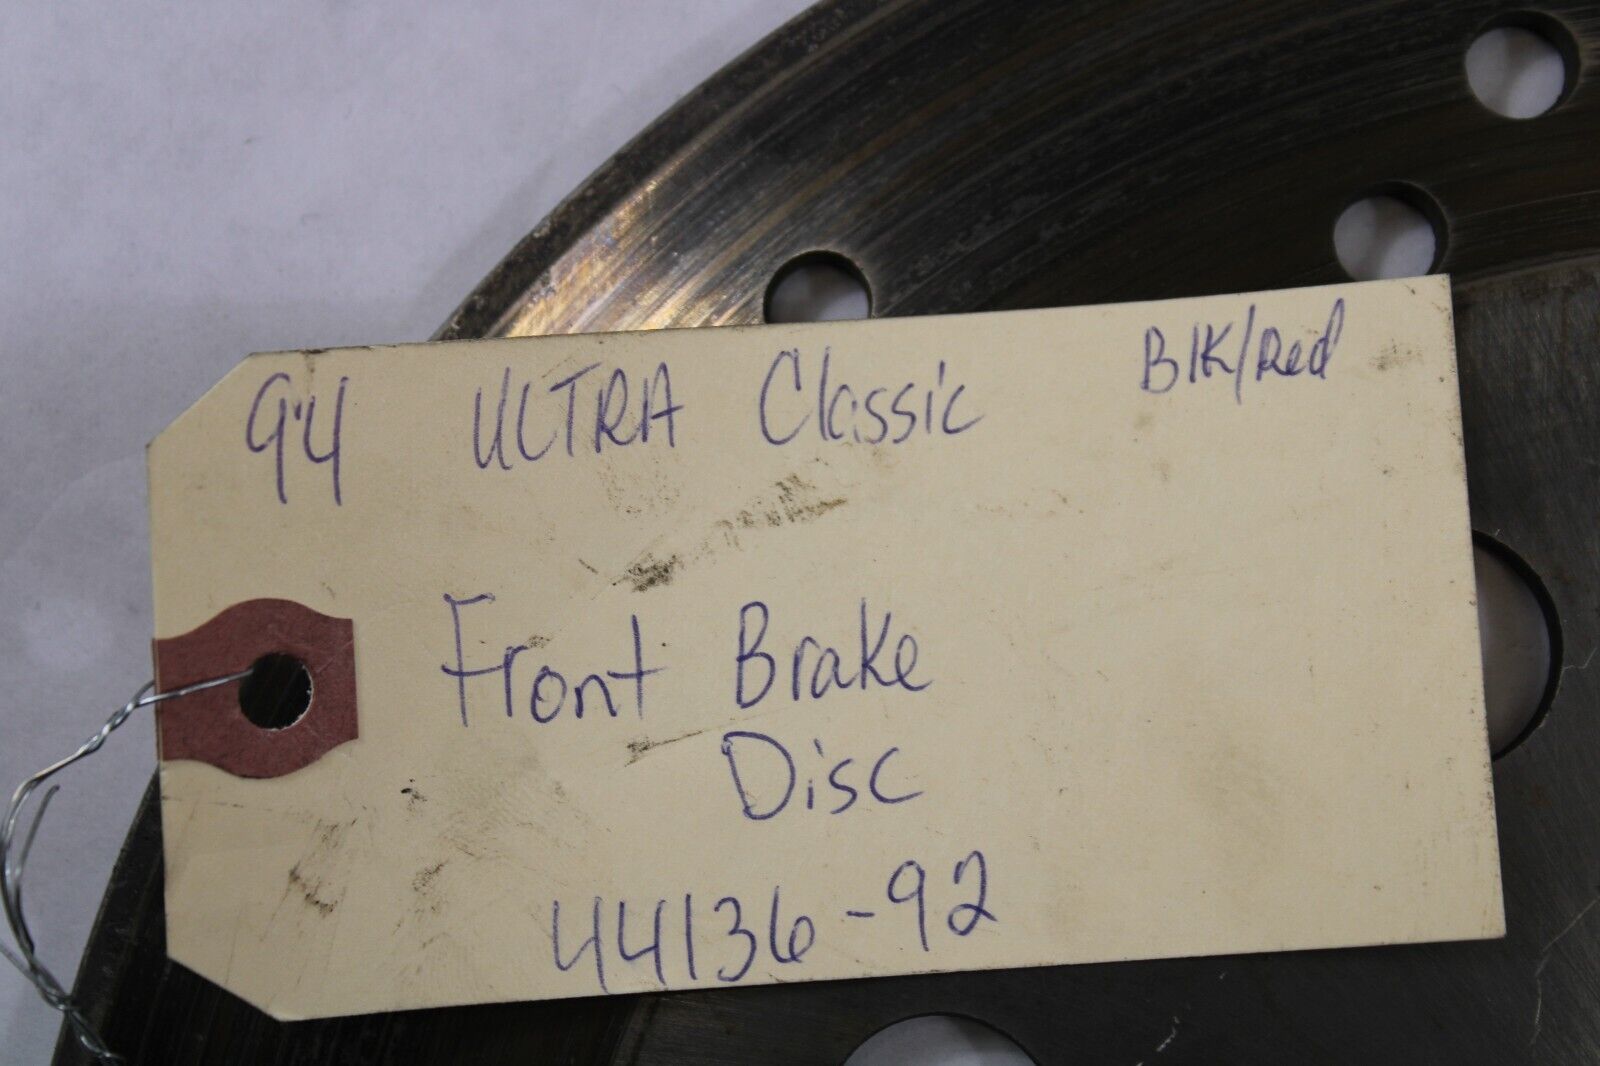 94 ULTRA Classic Blk/Red
Front Brake
Disc
44136-92